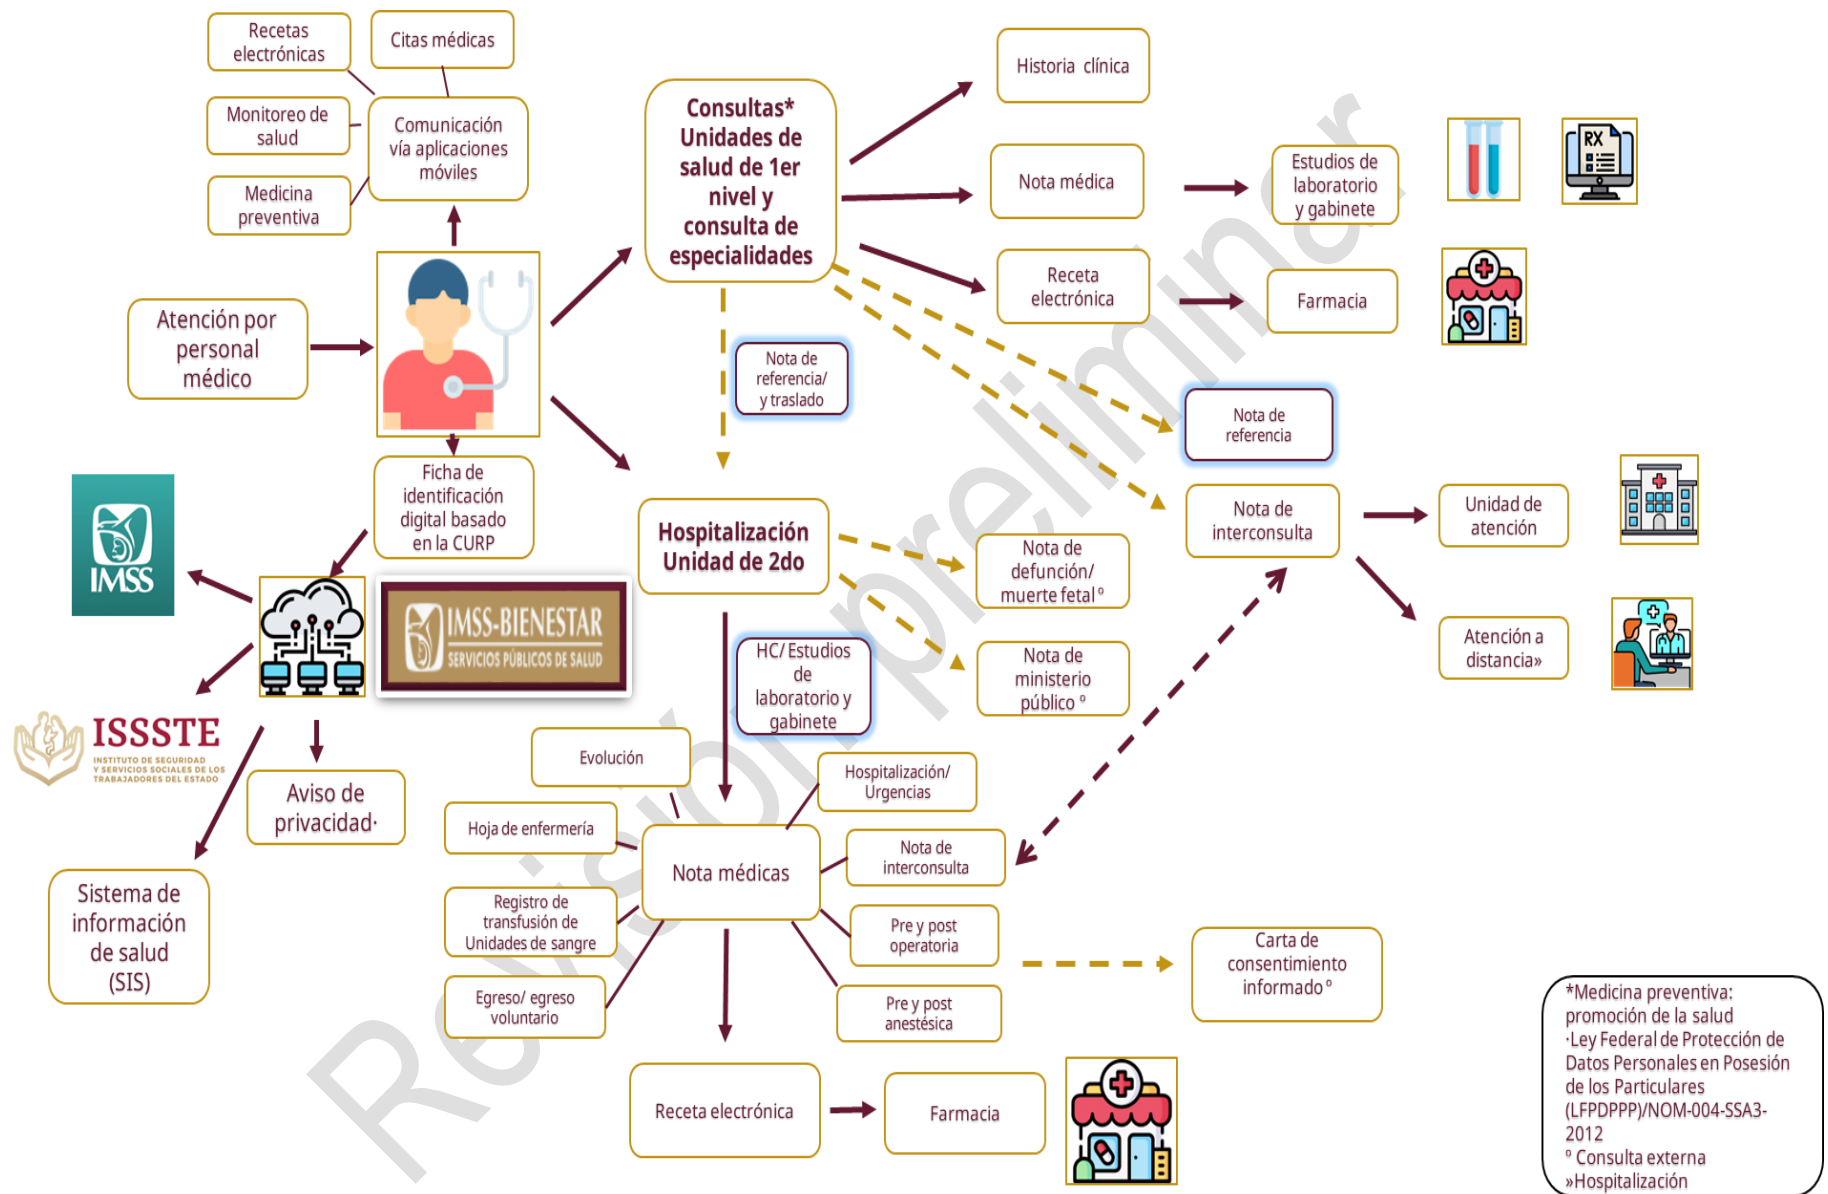 Recetas
electrónicas
Citas médicas
Monitoreo de
salud
Comunicación
vía aplicaciones
móviles
Medicina
preventiva
Atención por
personal
médico
Ficha de
identificación
digital basado
en la CURP
IMSS
IMSS-BIENESTAR
SERVICIOS PÚBLICOS DE SALUD
ISSSTE
INSTITUTO DE SEGURIDAD
Y SERVICIOS SOCIALES DE LOS
TRABAJADORES DEL ESTADO
Aviso de
privacidad·
Sistema de
información
de salud
(SIS)
Consultas*
Unidades de
salud de 1er
nivel y
consulta de
especialidades
Historia clínica
Nota médica
Estudios de
laboratorio
y gabinete
RX
Receta
electrónica
Farmacia
Nota de
referencia/
y traslado
Nota de
referencia
Nota de
interconsulta
Unidad de
atención
Atención a
distancia»
Hospitalización
Unidad de 2do
Nota de
defunción/
muerte fetal º
Nota de
ministerio
público º
HC/ Estudios
de
laboratorio y
gabinete
Evolución
Hospitalización/
Urgencias
Hoja de enfermería
Nota médicas
Nota de
interconsulta
Registro de
transfusión de
Unidades de sangre
Pre y post
operatoria
Egreso/ egreso
voluntario
Pre y post
anestésica
Carta de
consentimiento
informado º
Receta electrónica
Farmacia
*Medicina preventiva:
promoción de la salud
·Ley Federal de Protección de
Datos Personales en Posesión
de los Particulares
(LFPDPPP)/NOM-004-SSA3-
2012
º Consulta externa
»Hospitalización
Revisión preliminar